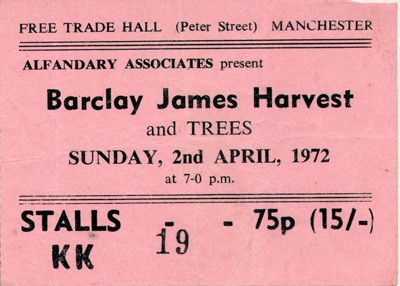 FREE TRADE HALL (Peter Street) MANCHESTER
ALFANDARY ASSOCIATES present
Barclay James Harvest
and TREES
SUNDAY, 2nd APRIL, 1972
at 7-0 p.m.
STALLS - - 75p (15/-)
KK 19